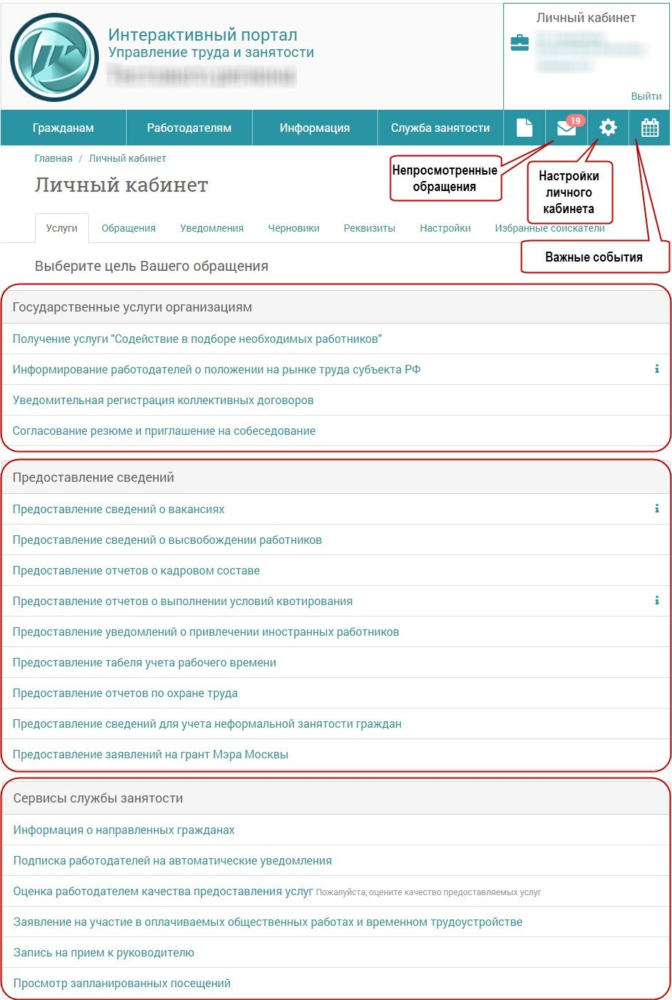 Интерактивный портал
Управление труда и занятости
Личный кабинет
Выйти
Гражданам
Работодателям
Информация
Служба занятости
19
Главная / Личный кабинет
Непросмотренные
обращения
Настройки
личного
кабинета
Важные события
Личный кабинет
Услуги
Обращения
Уведомления
Черновики
Реквизиты
Настройки
Избранные соискатели
Выберите цель Вашего обращения
Государственные услуги организациям
Получение услуги "Содействие в подборе необходимых работников"
Информирование работодателей о положении на рынке труда субъекта РФ
Уведомительная регистрация коллективных договоров
Согласование резюме и приглашение на собеседование
Предоставление сведений
Предоставление сведений о вакансиях
Предоставление сведений о высвобождении работников
Предоставление отчетов о кадровом составе
Предоставление отчетов о выполнении условий квотирования
Предоставление уведомлений о привлечении иностранных работников
Предоставление табеля учета рабочего времени
Предоставление отчетов по охране труда
Предоставление сведений для учета неформальной занятости граждан
Предоставление заявлений на грант Мэра Москвы
Сервисы службы занятости
Информация о направленных гражданах
Подписка работодателей на автоматические уведомления
Оценка работодателем качества предоставления услуг Пожалуйста, оцените качество предоставляемых услуг
Заявление на участие в оплачиваемых общественных работах и временном трудоустройстве
Запись на прием к руководителю
Просмотр запланированных посещений